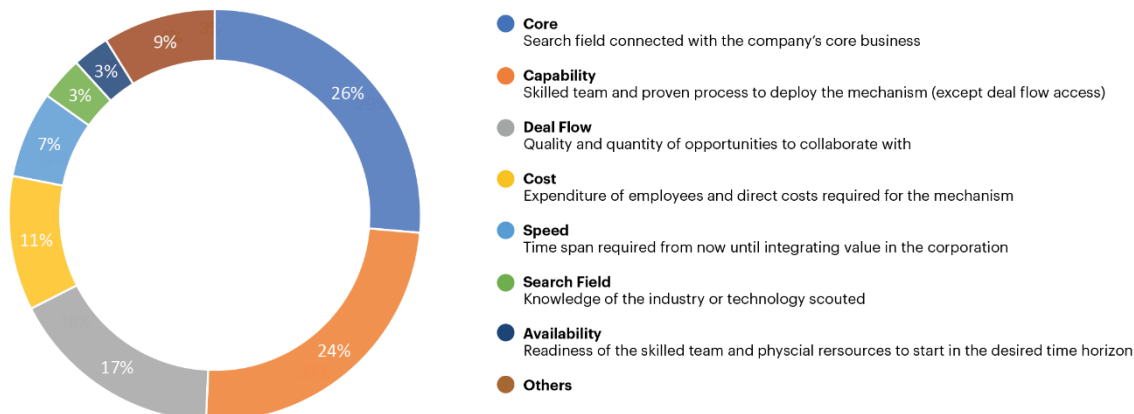 9%
3%
3%
7%
11%
17%
24%
26%
Core
Search field connected with the company's core business
Capability
Skilled team and proven process to deploy the mechanism (except deal flow access)
Deal Flow
Quality and quantity of opportunities to collaborate with
Cost
Expenditure of employees and direct costs required for the mechanism
Speed
Time span required from now until integrating value in the corporation
Search Field
Knowledge of the industry or technology scouted
Availability
Readiness of the skilled team and physcial rersources to start in the desired time horizon
Others